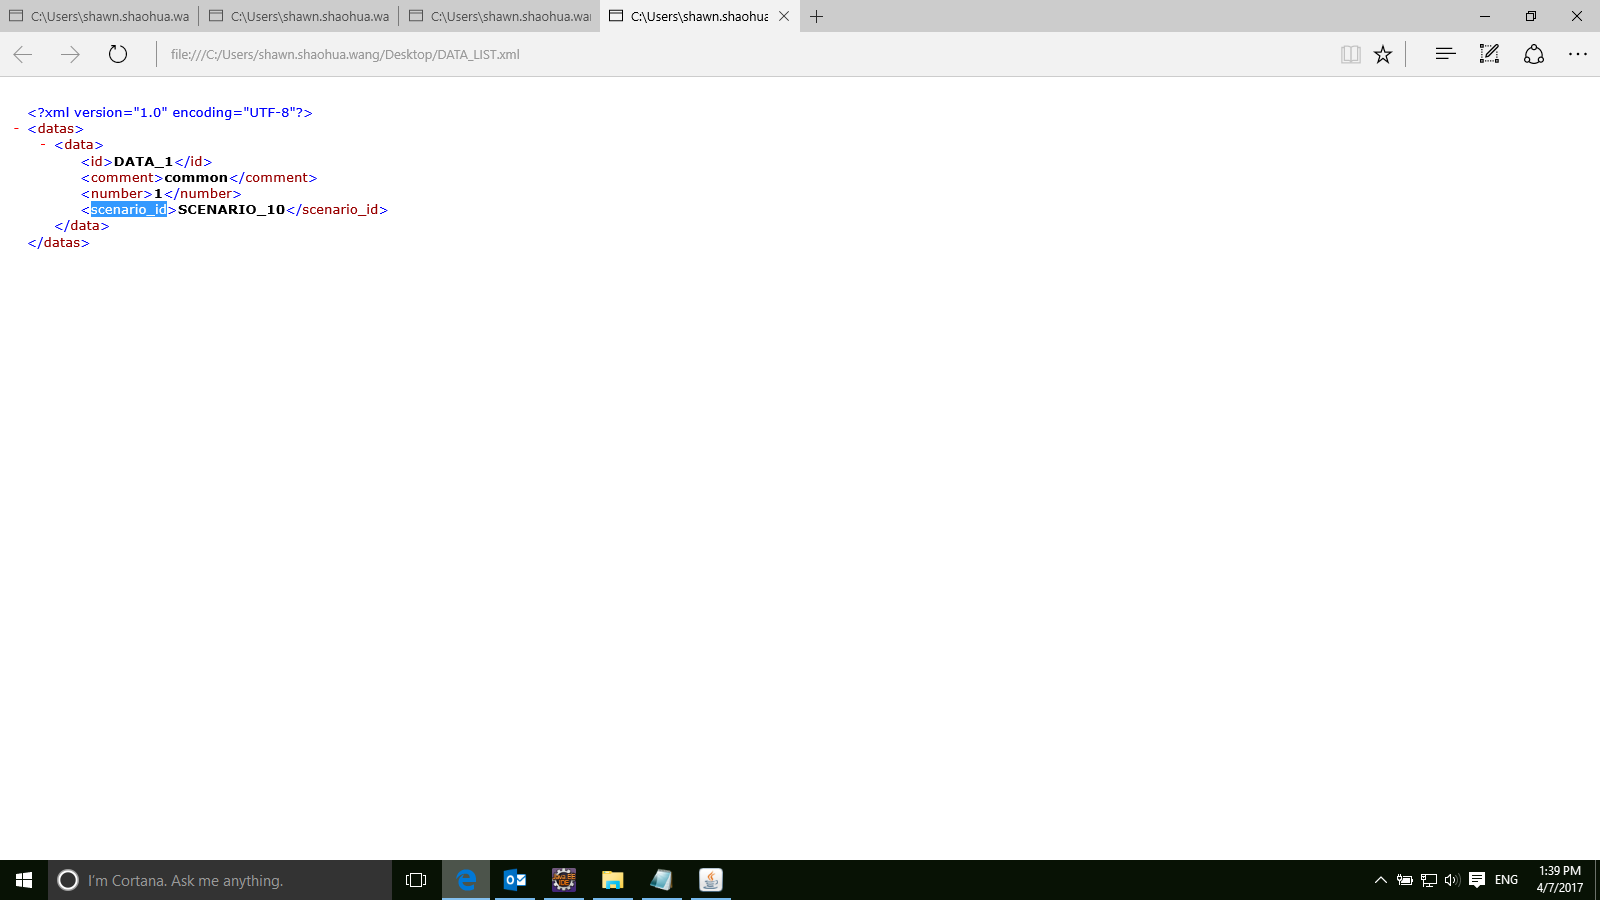 C:\Users\shawn.shaohua.wa
C:\Users\shawn.shaohua.wa
C:\Users\shawn.shaohua.wa
C:\Users\shawn.shaohua
file:///C:/Users/shawn.shaohua.wang/Desktop/DATA_LIST.xml
<?xml version="1.0" encoding="UTF-8"?>
- <datas>
- <data>
<id>DATA_1</id>
<comment>common</comment>
<number>1</number>
<scenario_id>SCENARIO_10</scenario_id>
</data>
</datas>
I'm Cortana. Ask me anything.
ENG
1:39 PM
4/7/2017